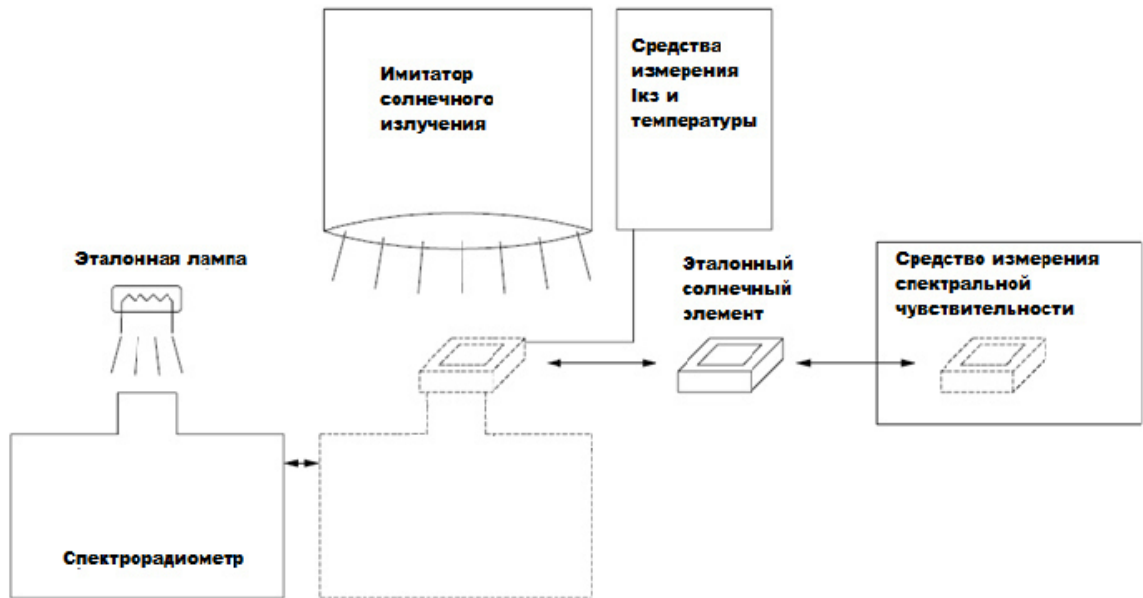 Имитатор
солнечного
излучения
Средства
измерения
Iкз и
температуры
Эталонная лампа
Эталонный
солнечный
элемент
Средство измерения
спектральной
чувствительности
Спектрорадиометр